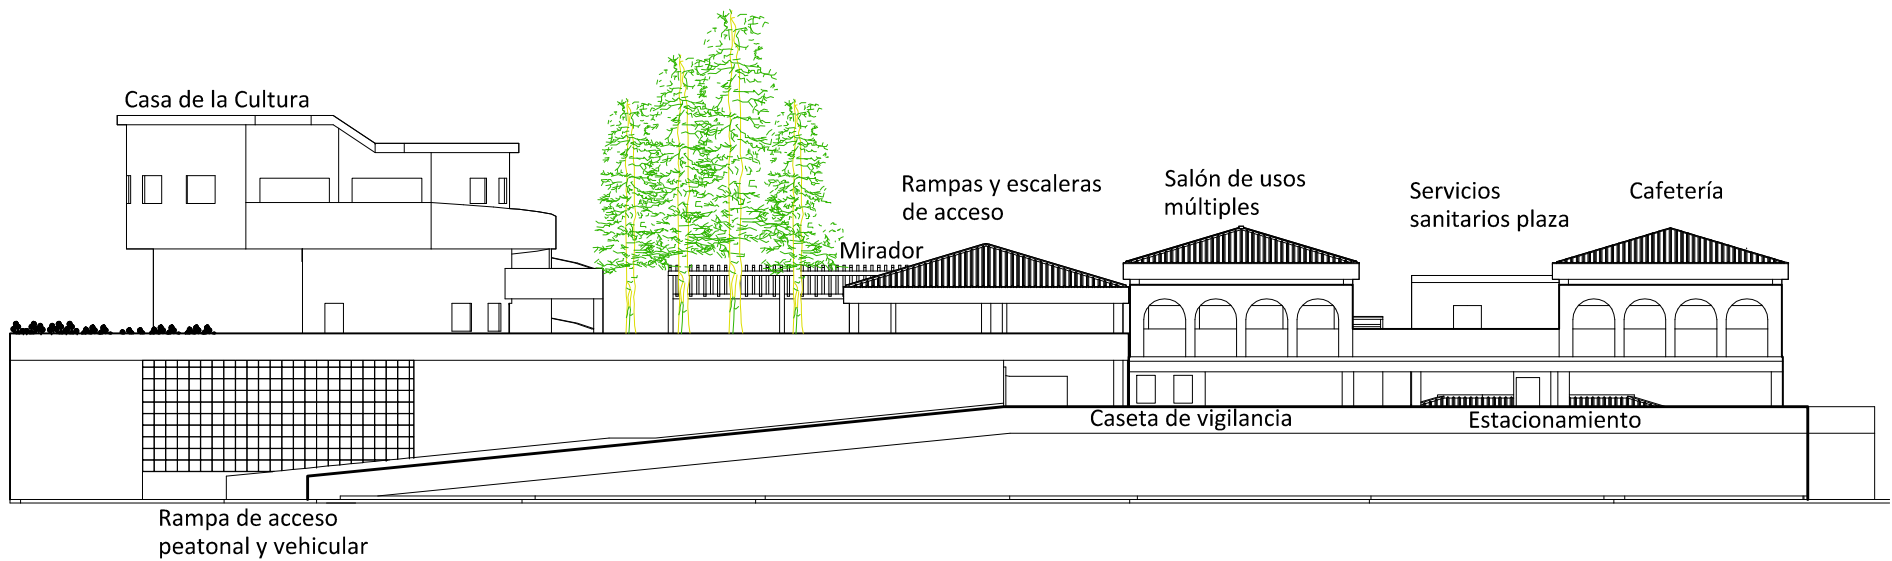 Casa de la Cultura
Mirador
Rampas y escaleras
de acceso
Salón de usos
múltiples
Servicios
sanitarios plaza
Cafetería
Caseta de vigilancia
Estacionamiento
Rampa de acceso
peatonal y vehicular